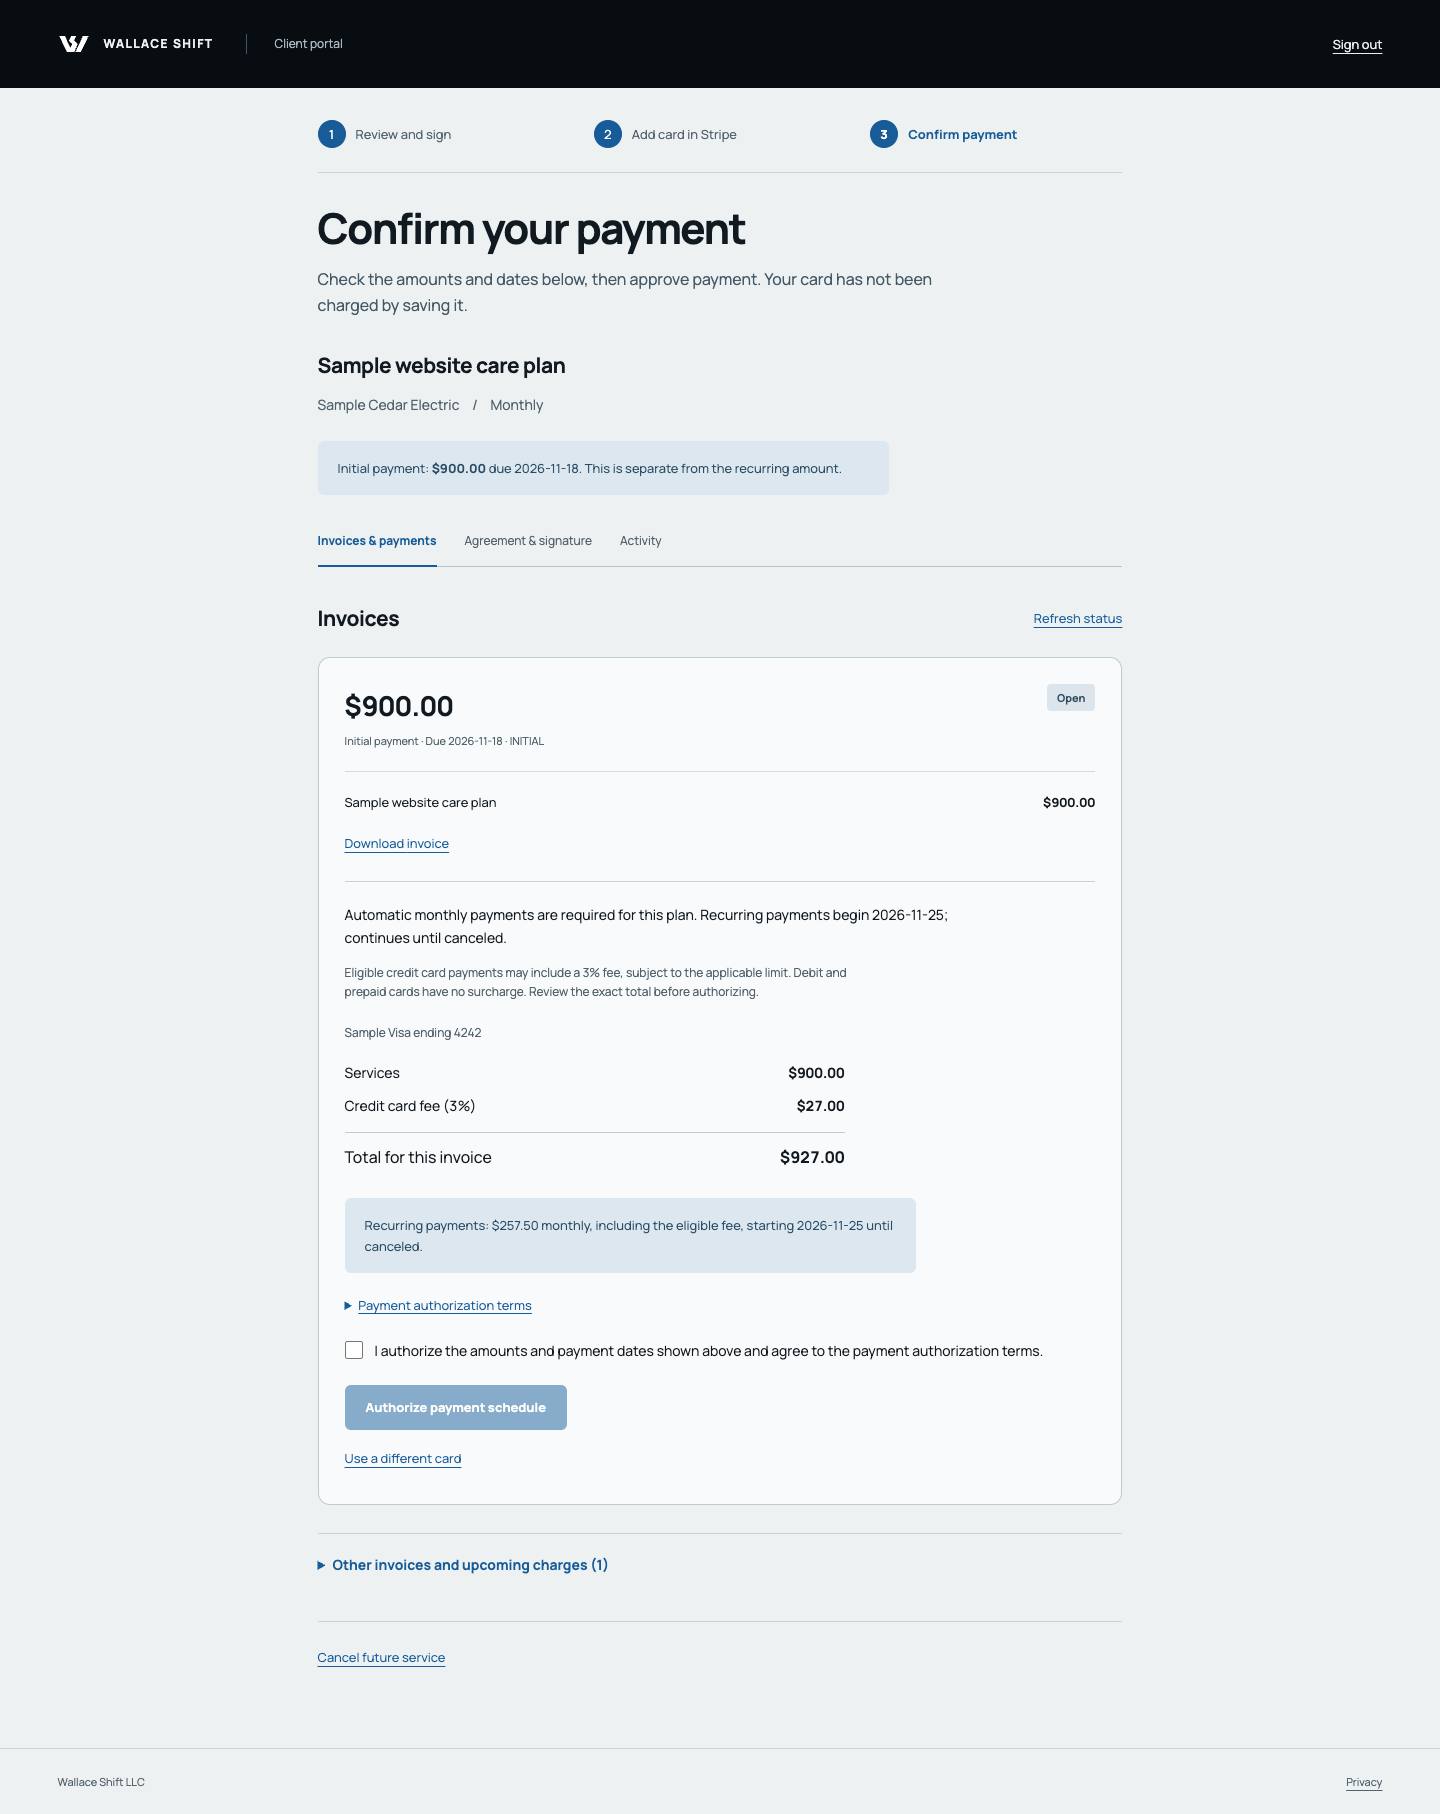 WALLACE SHIFT
Client portal
Sign out
1 Review and sign
2 Add card in Stripe
3 Confirm payment
Confirm your payment
Check the amounts and dates below, then approve payment. Your card has not been
charged by saving it.
Sample website care plan
Sample Cedar Electric / Monthly
Initial payment: $900.00 due 2026-11-18. This is separate from the recurring amount.
Invoices & payments
Agreement & signature
Activity
Invoices
Refresh status
$900.00
Open
Initial payment · Due 2026-11-18 · INITIAL
Sample website care plan $900.00
Download invoice
Automatic monthly payments are required for this plan. Recurring payments begin 2026-11-25;
continues until canceled.
Eligible credit card payments may include a 3% fee, subject to the applicable limit. Debit and
prepaid cards have no surcharge. Review the exact total before authorizing.
Sample Visa ending 4242
Services $900.00
Credit card fee (3%) $27.00
Total for this invoice $927.00
Recurring payments: $257.50 monthly, including the eligible fee, starting 2026-11-25 until
canceled.
Payment authorization terms
I authorize the amounts and payment dates shown above and agree to the payment authorization terms.
Authorize payment schedule
Use a different card
Other invoices and upcoming charges (1)
Cancel future service
Wallace Shift LLC
Privacy